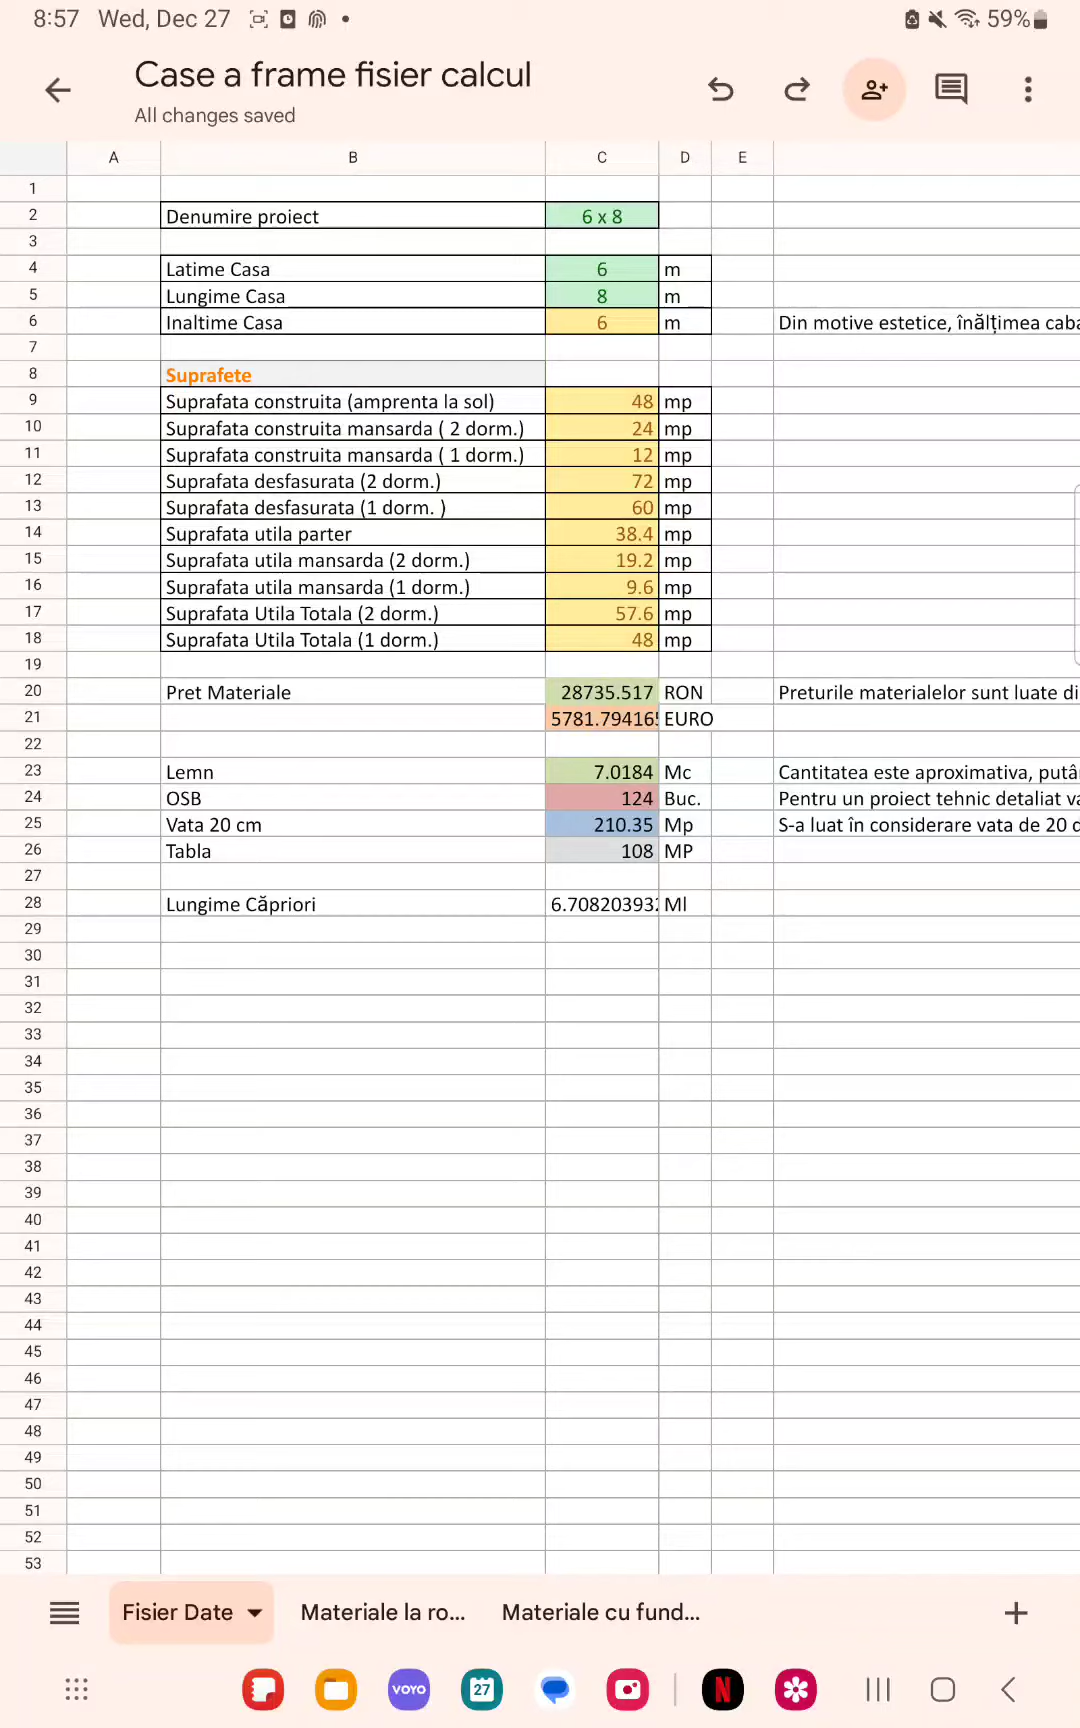 8:57 Wed, Dec 27 59%
Case a frame fisier calcul
All changes saved
A B C D E
1
2 Denumire proiect 6 x 8
3
4 Latime Casa 6 m
5 Lungime Casa 8 m
6 Inaltime Casa 6 m Din motive estetice, înălțimea caba
7
8 Suprafete
9 Suprafata construita (amprenta la sol) 48 mp
10 Suprafata construita mansarda ( 2 dorm.) 24 mp
11 Suprafata construita mansarda ( 1 dorm.) 12 mp
12 Suprafata desfasurata (2 dorm.) 72 mp
13 Suprafata desfasurata (1 dorm. ) 60 mp
14 Suprafata utila parter 38.4 mp
15 Suprafata utila mansarda (2 dorm.) 19.2 mp
16 Suprafata utila mansarda (1 dorm.) 9.6 mp
17 Suprafata Utila Totala (2 dorm.) 57.6 mp
18 Suprafata Utila Totala (1 dorm.) 48 mp
19
20 Pret Materiale 28735.517 RON Preturile materialelor sunt luate di
21 5781.794165 EURO
22
23 Lemn 7.0184 Mc Cantitatea este aproximativa, putâ
24 OSB 124 Buc. Pentru un proiect tehnic detaliat va
25 Vata 20 cm 210.35 Mp S-a luat în considerare vata de 20 c
26 Tabla 108 MP
27
28 Lungime Căpriori 6.708203932 Ml
29
30
31
32
33
34
35
36
37
38
39
40
41
42
43
44
45
46
47
48
49
50
51
52
53
Fisier Date Materiale la ro... Materiale cu fund...
VOYO 27 N